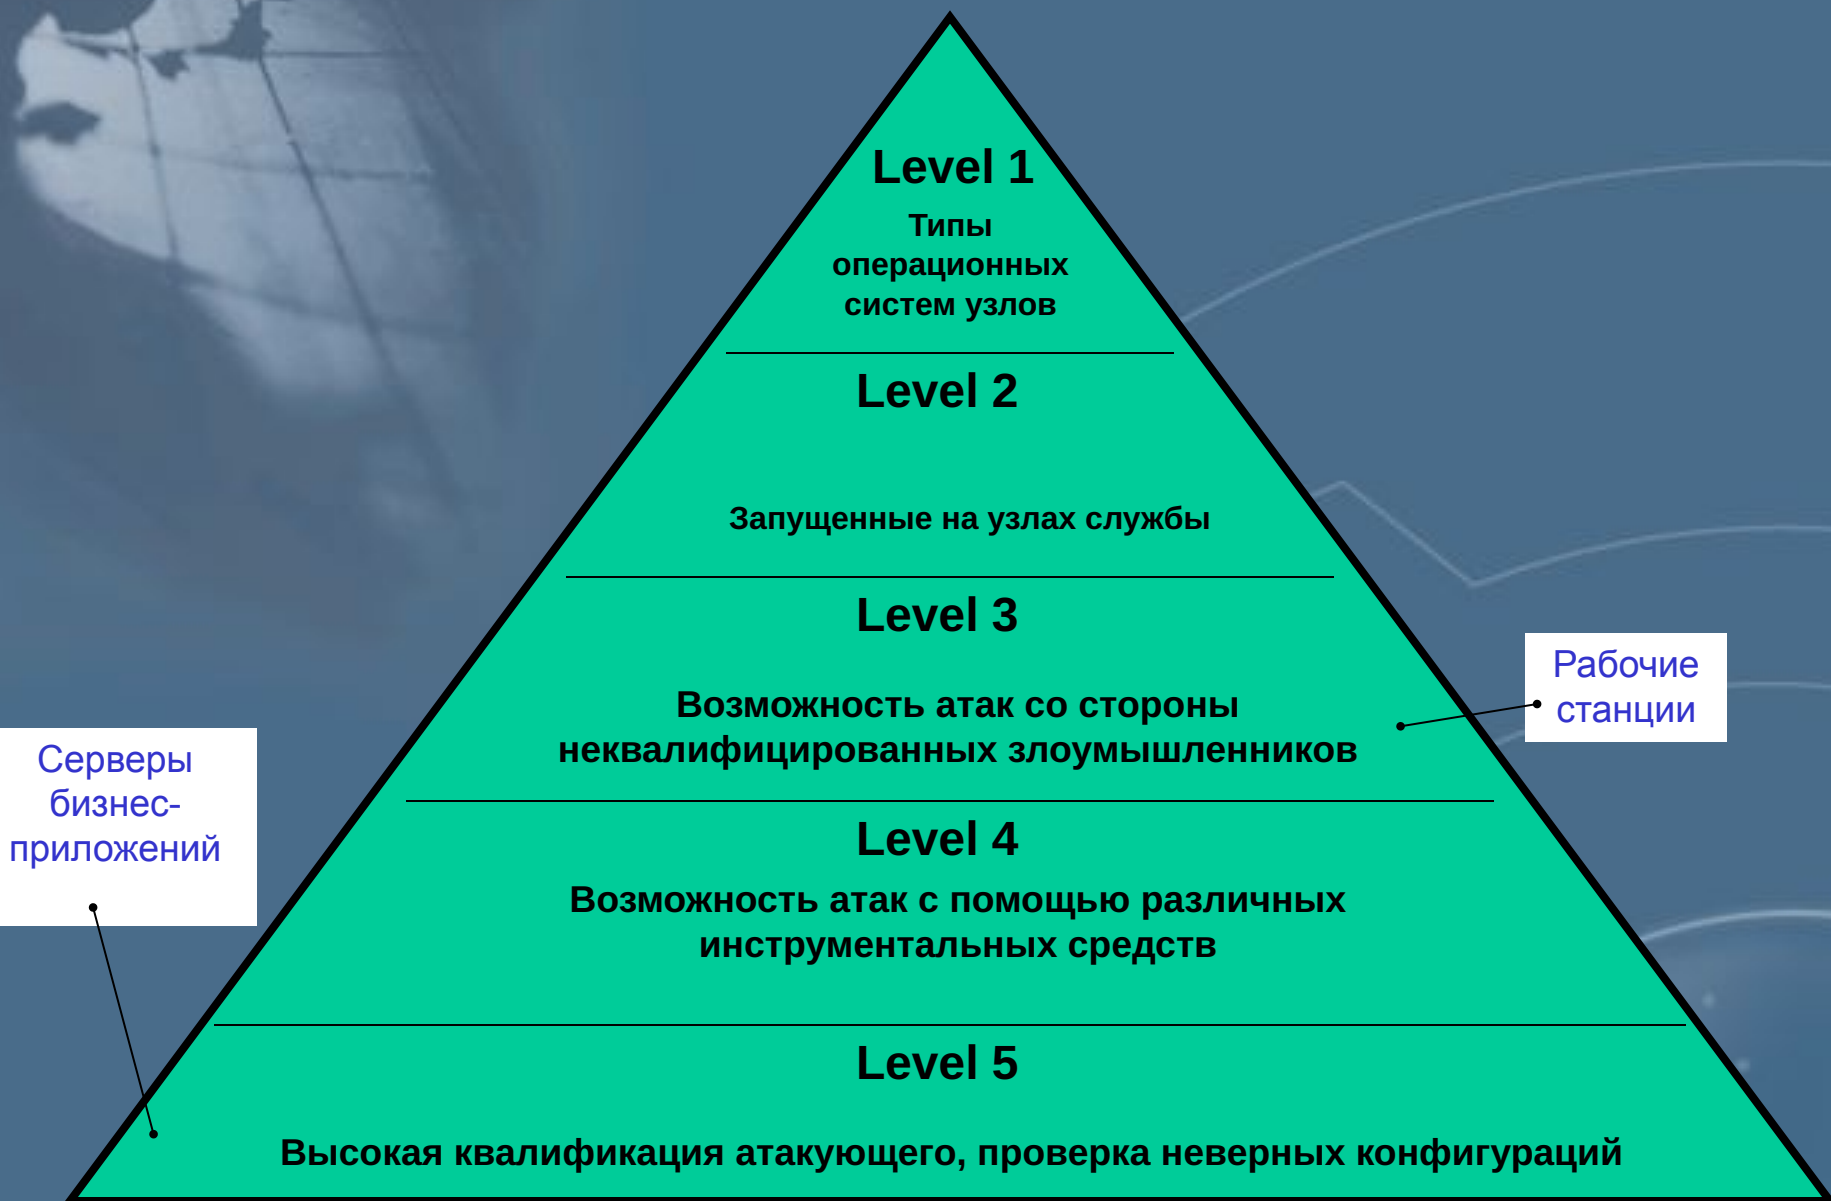 Level 1
Типы
операционных
систем узлов
Level 2
Запущенные на узлах службы
Level 3
Возможность атак со стороны
неквалифицированных злоумышленников
Рабочие
станции
Серверы
бизнес-
приложений
Level 4
Возможность атак с помощью различных
инструментальных средств
Level 5
Высокая квалификация атакующего, проверка неверных конфигураций